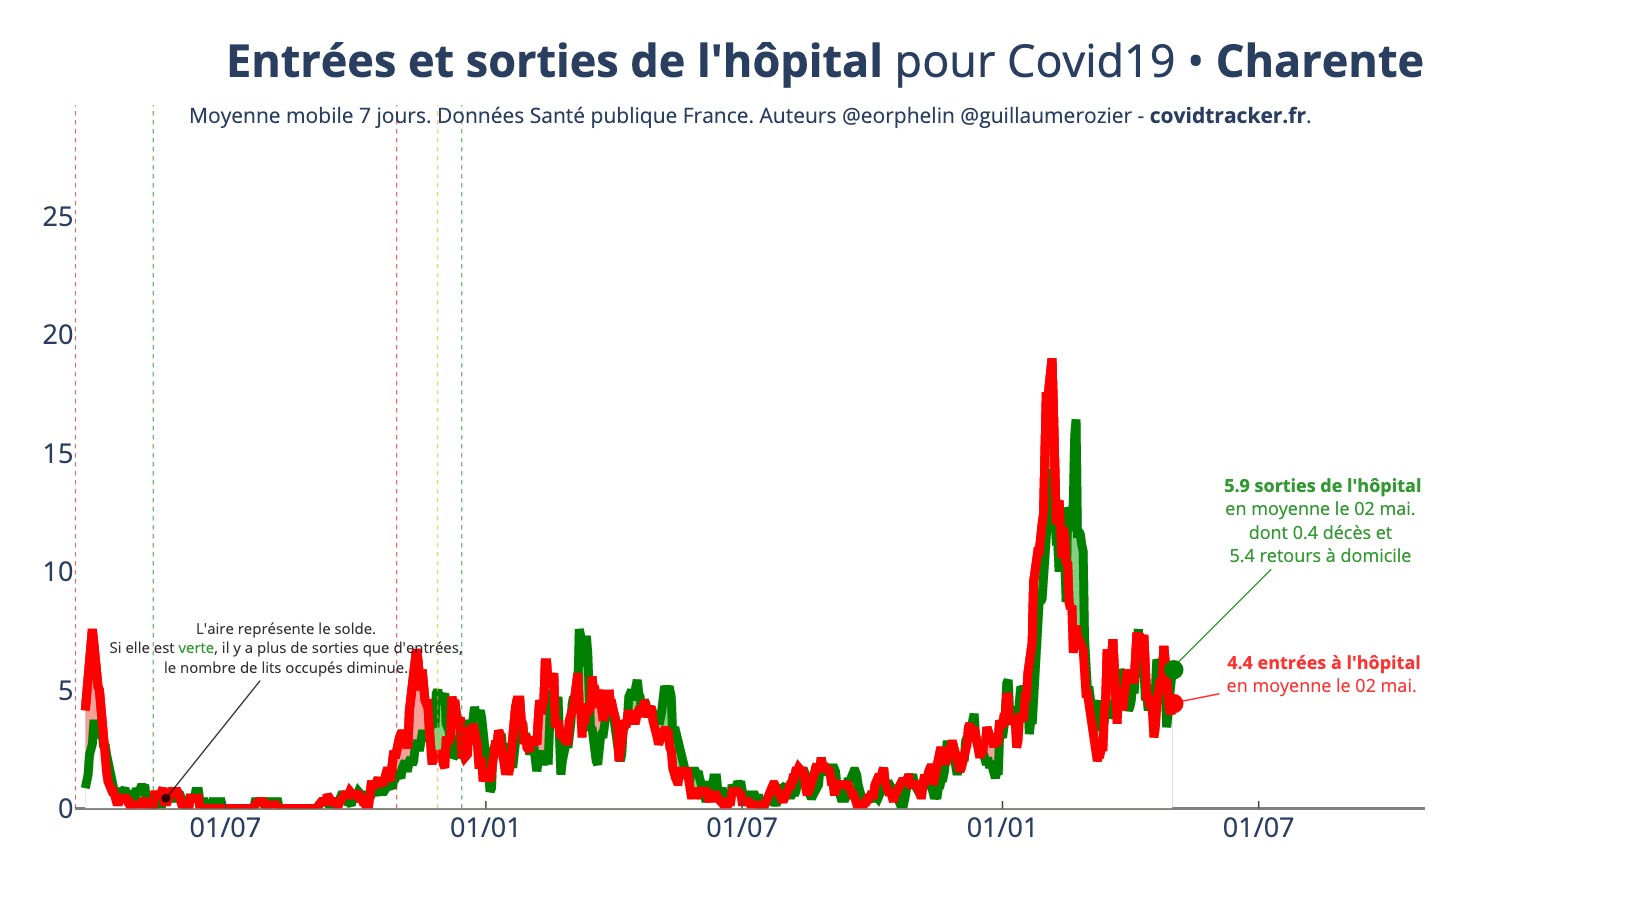 Entrées et sorties de l'hôpital pour Covid19 • Charente
Moyenne mobile 7 jours. Données Santé publique France. Auteurs @eorphelin @guillaumerozier - covidtracker.fr.
25
20
15
10
5
0
L'aire représente le solde.
Si elle est verte, il y a plus de sorties que d'entrées,
le nombre de lits occupés diminue.
5.9 sorties de l'hôpital
en moyenne le 02 mai.
dont 0.4 décès et
5.4 retours à domicile
4.4 entrées à l'hôpital
en moyenne le 02 mai.
01/07
01/01
01/07
01/01
01/07